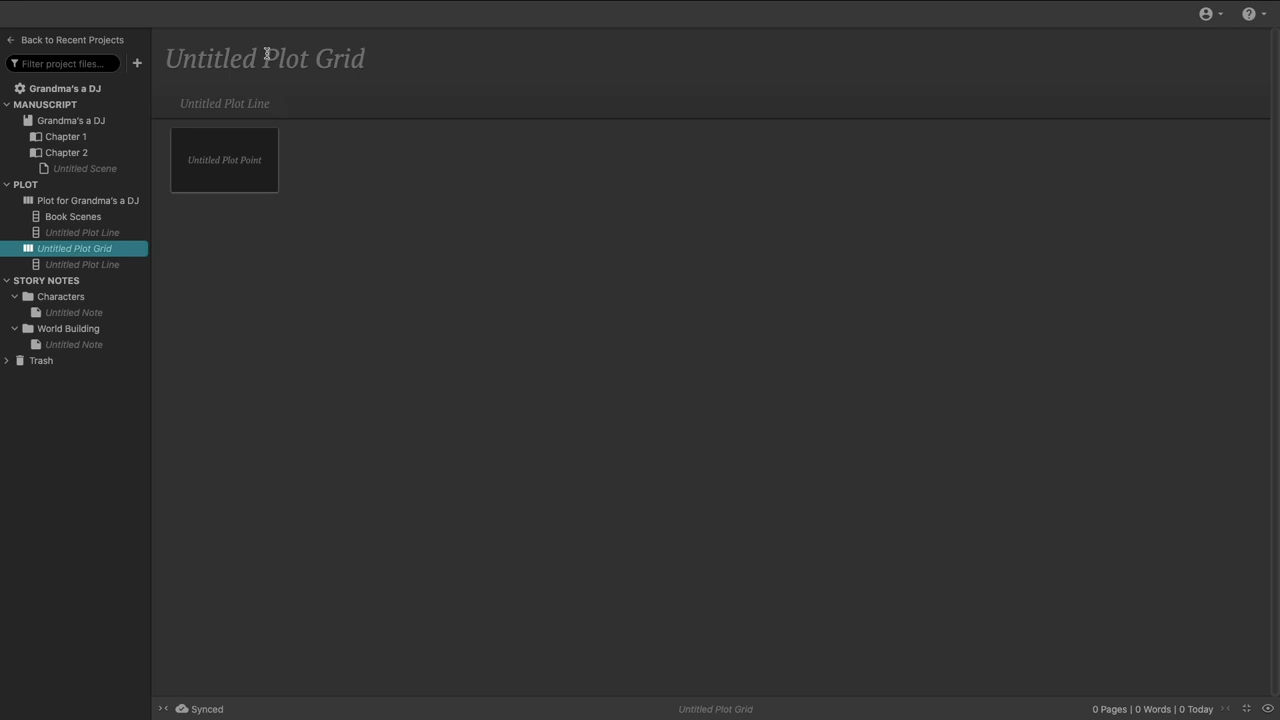 Back to Recent Projects
Filter project files...
Grandma's a DJ
MANUSCRIPT
Grandma's a DJ
Chapter 1
Chapter 2
Untitled Scene
PLOT
Plot for Grandma's a DJ
Book Scenes
Untitled Plot Line
Untitled Plot Grid
Untitled Plot Line
STORY NOTES
Characters
Untitled Note
World Building
Untitled Note
Trash
Untitled Plot Grid
Untitled Plot Line
Untitled Plot Point
Synced
Untitled Plot Grid
0 Pages | 0 Words | 0 Today